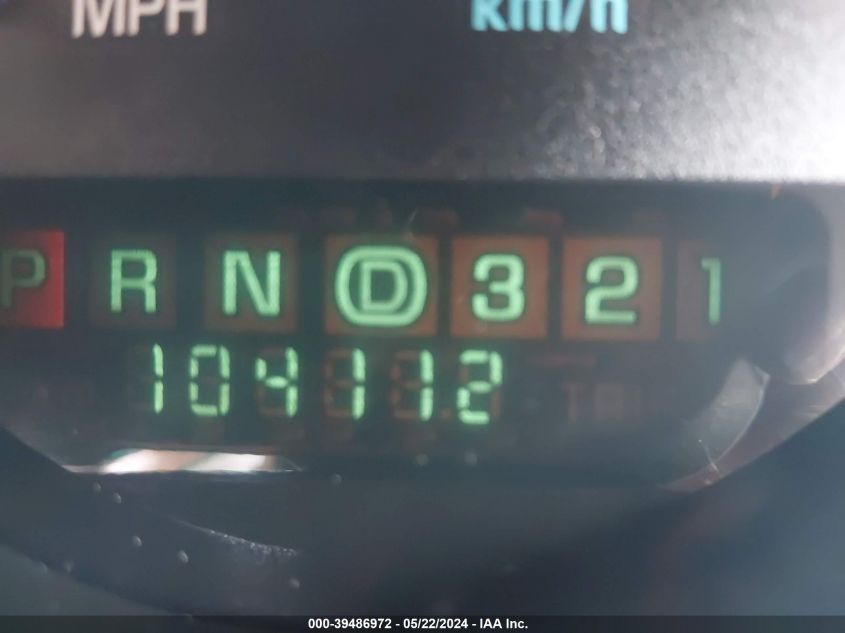 MPH km/h
P R N D 3 2 1
104112
000-39486972 - 05/22/2024 - IAA Inc.